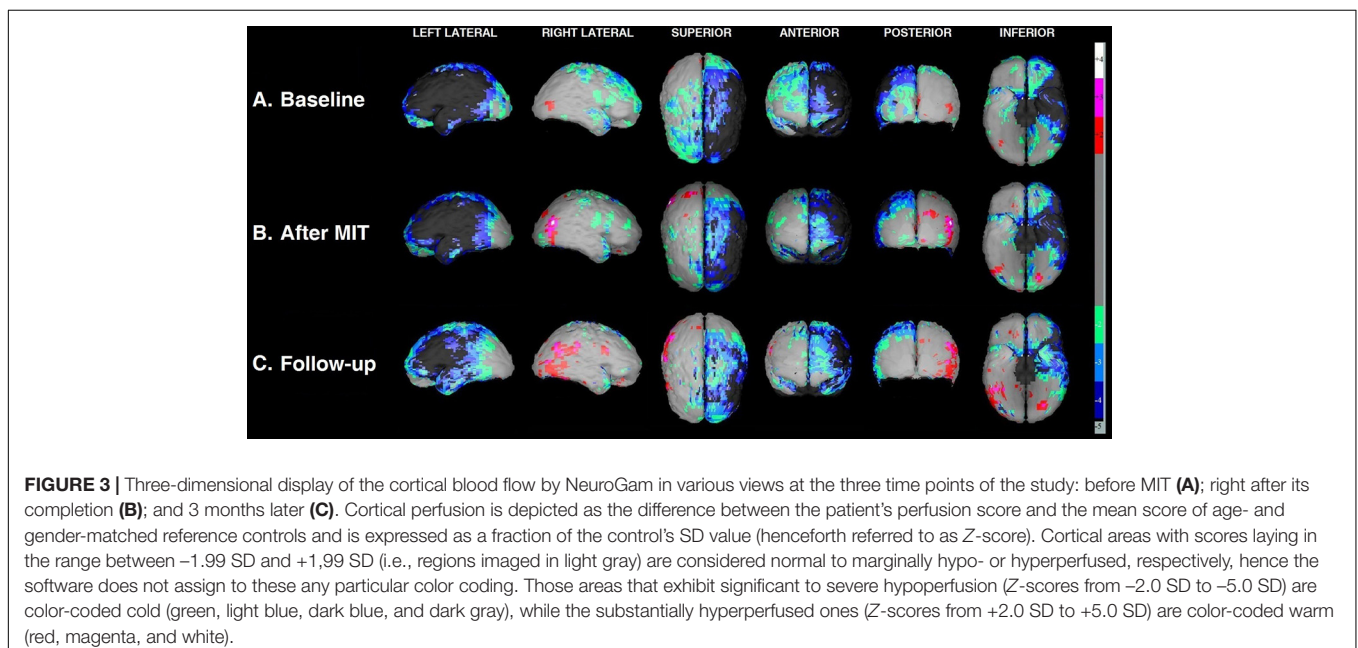 LEFT LATERAL RIGHT LATERAL SUPERIOR ANTERIOR POSTERIOR INFERIOR
A. Baseline
B. After MIT
C. Follow-up
+4
+3
-2
-3
-4
-5
FIGURE 3 | Three-dimensional display of the cortical blood flow by NeuroGam in various views at the three time points of the study: before MIT (A); right after its
completion (B); and 3 months later (C). Cortical perfusion is depicted as the difference between the patient's perfusion score and the mean score of age- and
gender-matched reference controls and is expressed as a fraction of the control's SD value (henceforth referred to as Z-score). Cortical areas with scores laying in
the range between –1.99 SD and +1,99 SD (i.e., regions imaged in light gray) are considered normal to marginally hypo- or hyperperfused, respectively, hence the
software does not assign to these any particular color coding. Those areas that exhibit significant to severe hypoperfusion (Z-scores from –2.0 SD to –5.0 SD) are
color-coded cold (green, light blue, dark blue, and dark gray), while the substantially hyperperfused ones (Z-scores from +2.0 SD to +5.0 SD) are color-coded warm
(red, magenta, and white).